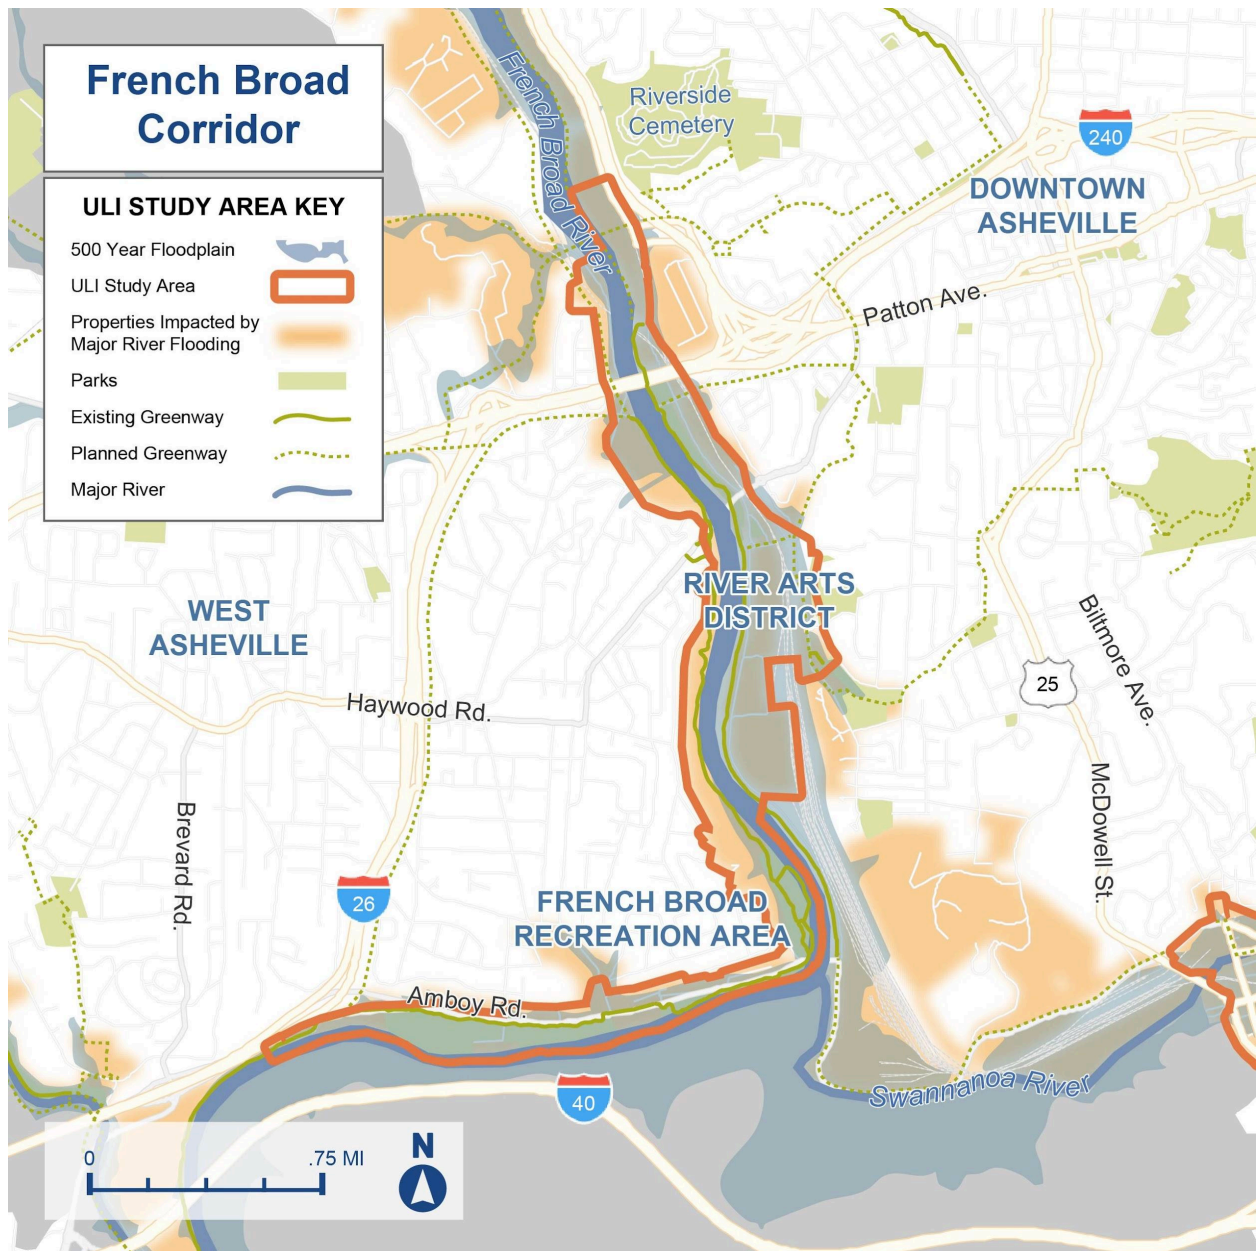 French Broad
Corridor
ULI STUDY AREA KEY
500 Year Floodplain
ULI Study Area
Properties Impacted by
Major River Flooding
Parks
Existing Greenway
Planned Greenway
Major River
French Broad River
Riverside
Cemetery
240
DOWNTOWN
ASHEVILLE
Patton Ave.
RIVER ARTS
DISTRICT
WEST
ASHEVILLE
Biltmore Ave.
25
Haywood Rd.
McDowell St.
Brevard Rd.
26
FRENCH BROAD
RECREATION AREA
Amboy Rd.
Swannanoa River
40
0
.75 MI
N